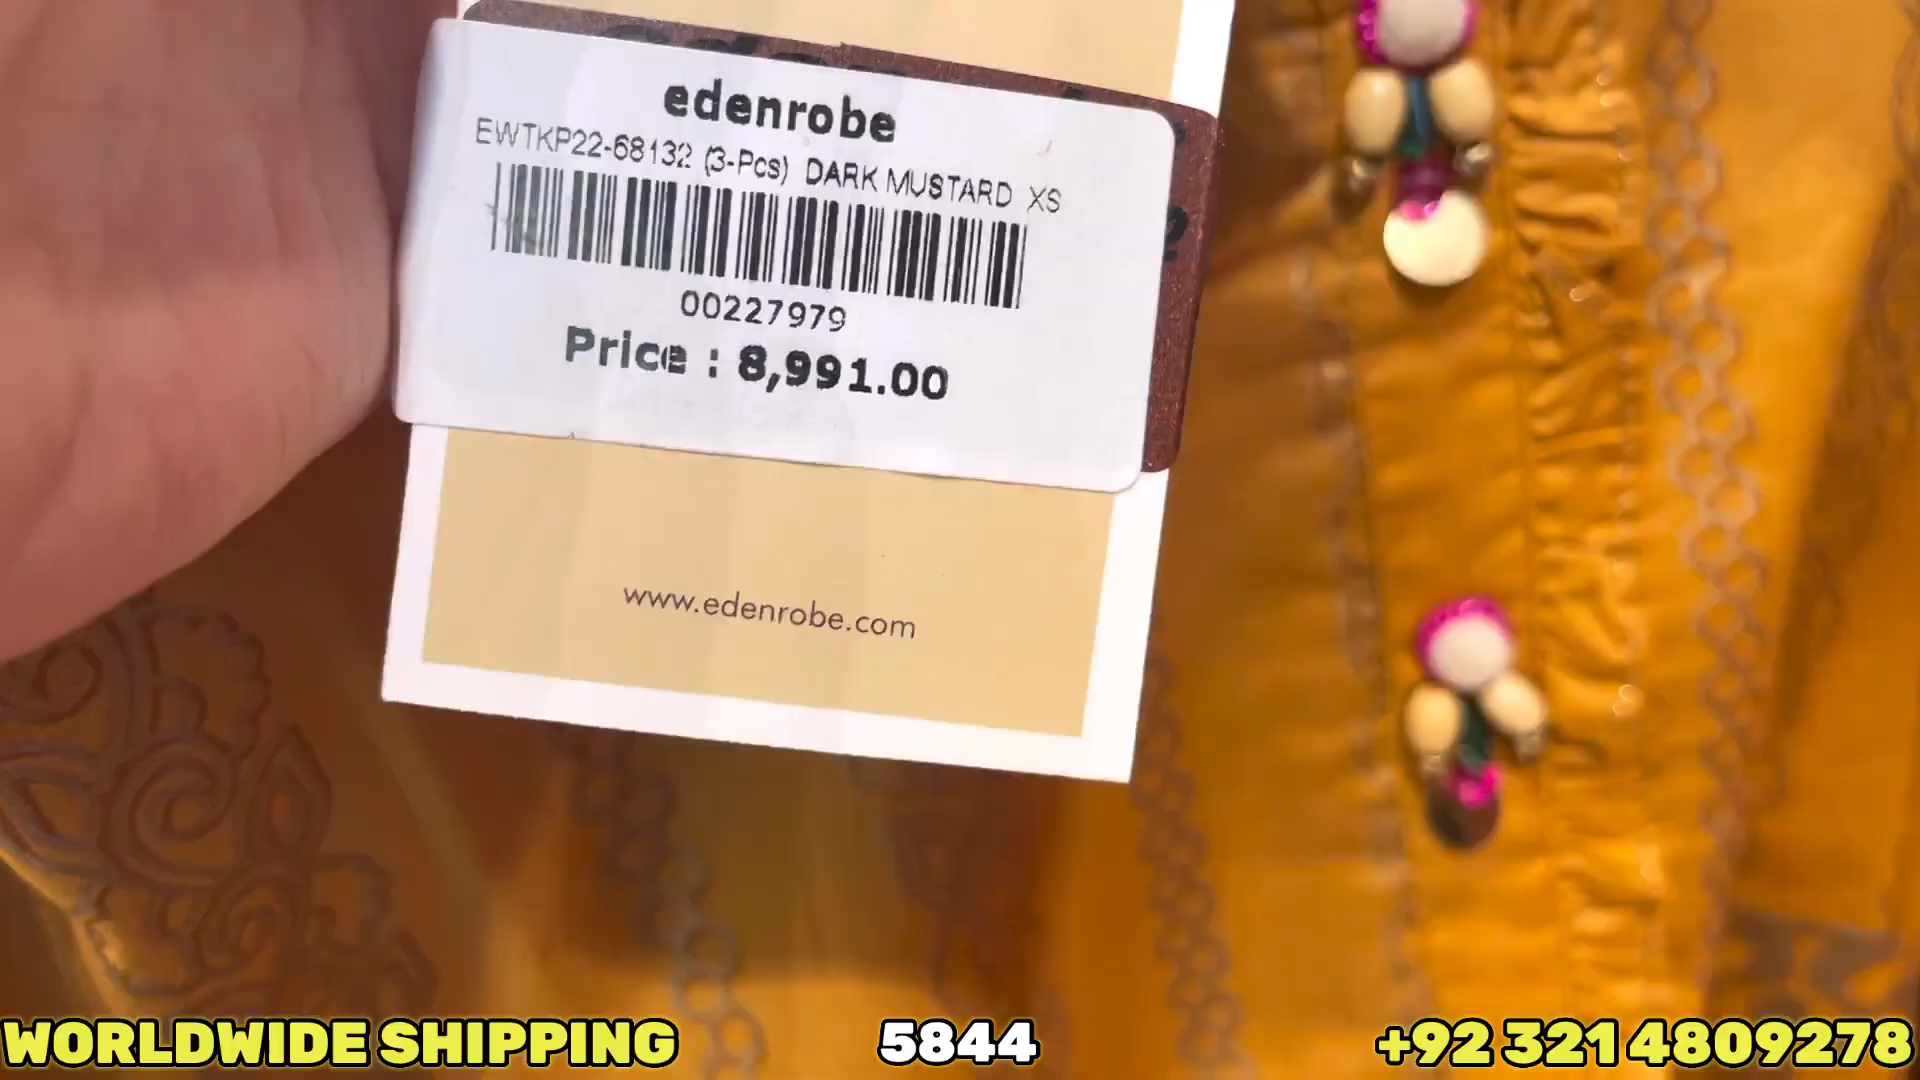 edenrobe
EWTKP22-68132 (3-Pcs) DARK MUSTARD XS
00227979
Price : 8,991.00
www.edenrobe.com
WORLDWIDE SHIPPING 5844 +92 321 4809278